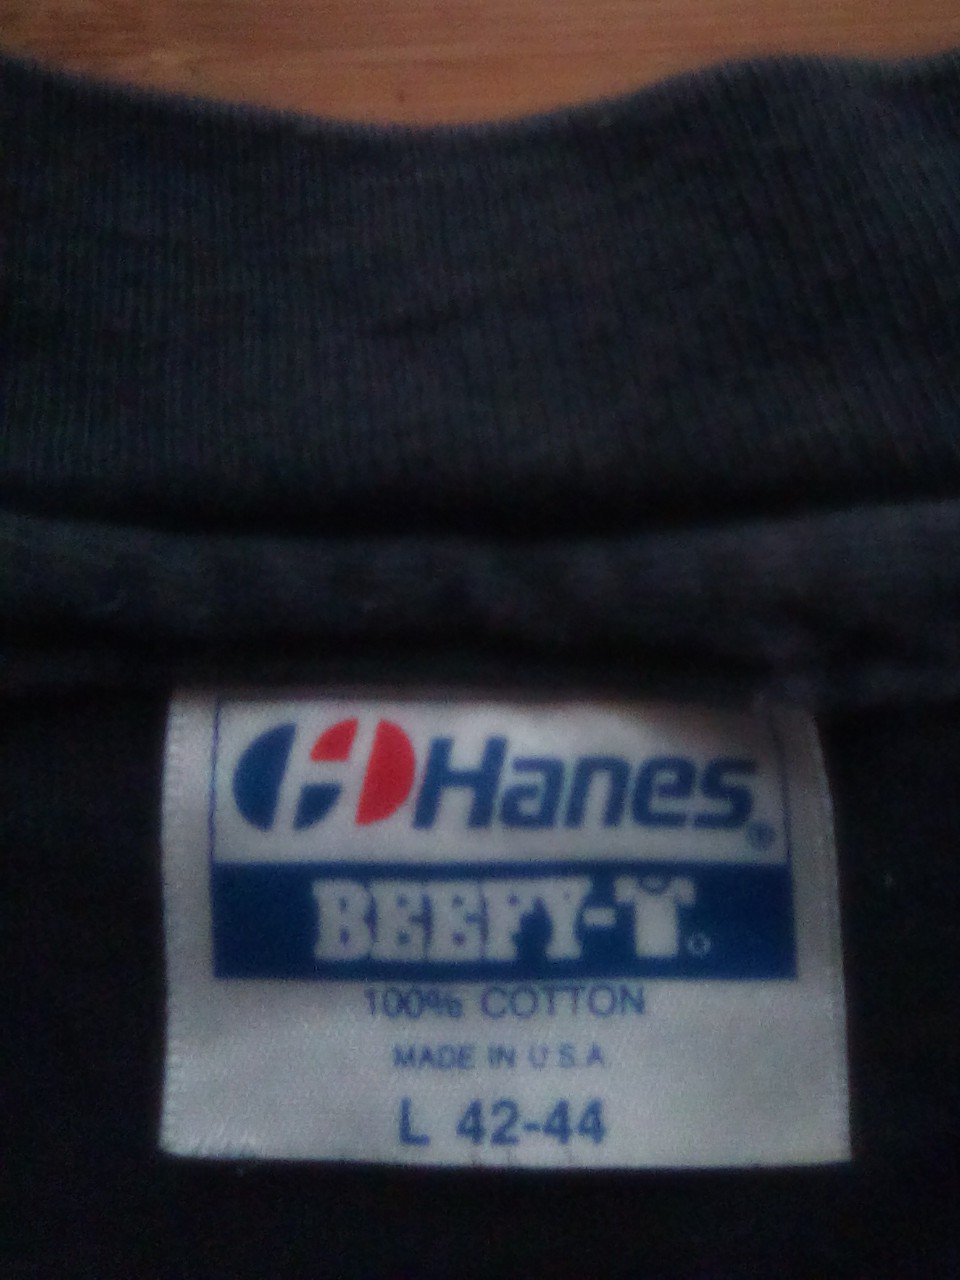 Hanes®
BEEFY-T
100% COTTON
MADE IN U.S.A.
L 42-44